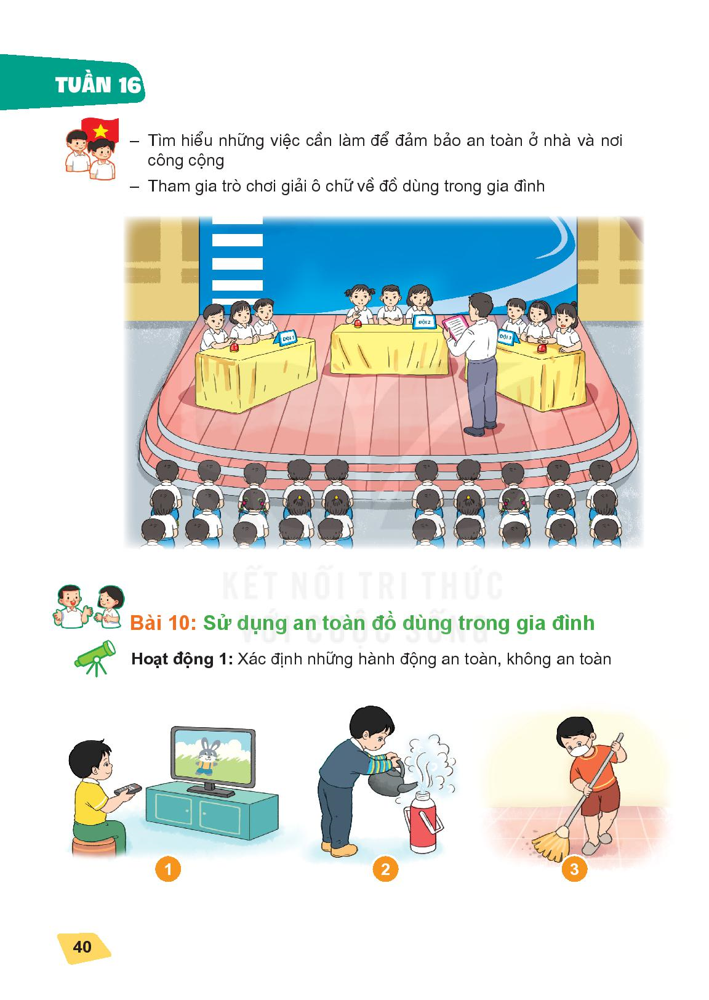 TUẦN 16
– Tìm hiểu những việc cần làm để đảm bảo an toàn ở nhà và nơi
công cộng
– Tham gia trò chơi giải ô chữ về đồ dùng trong gia đình
ĐỘI 1
ĐỘI 2
ĐỘI 3
KẾT NỐI TRI THỨC
VỚI CUỘC SỐNG
Bài 10: Sử dụng an toàn đồ dùng trong gia đình
Hoạt động 1: Xác định những hành động an toàn, không an toàn
1
2
3
40